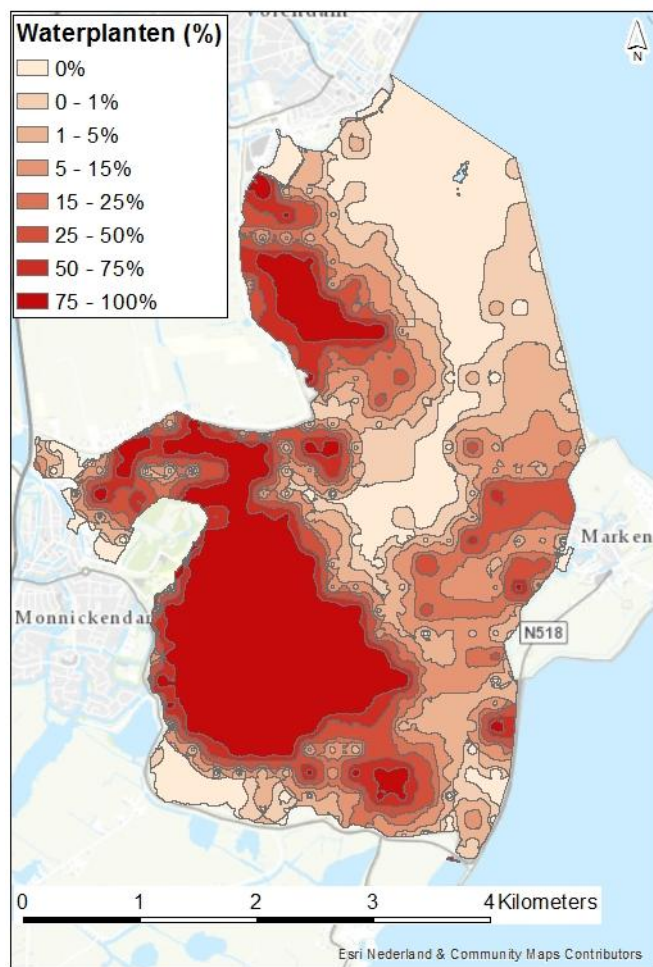 Volendam
Waterplanten (%)
0%
0 - 1%
1 - 5%
5 - 15%
15 - 25%
25 - 50%
50 - 75%
75 - 100%
N
Marken
Monnickendam
N518
0 1 2 3 4 Kilometers
Esri Nederland & Community Maps Contributors